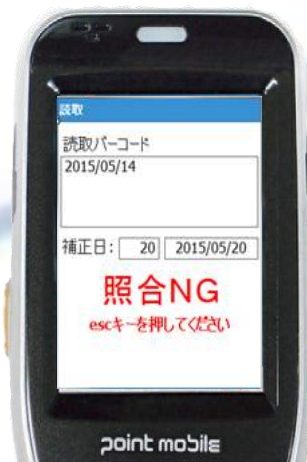 読取
読取バーコード
2015/05/14
補正日： 20 2015/05/20
照合NG
escキーを押してください
point mobile